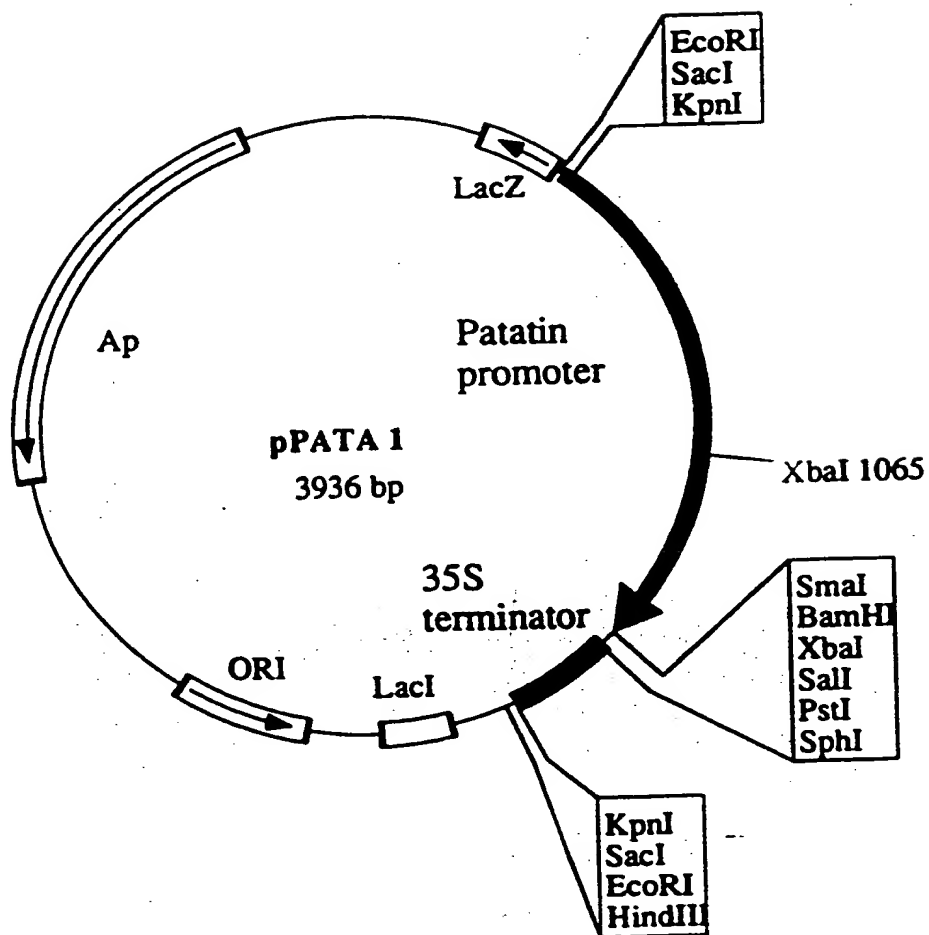 EcoRI
SacI
KpnI
LacZ
Ap
Patatin
promoter
pPATA 1
3936 bp
XbaI 1065
35S
terminator
SmaI
BamHI
XbaI
SalI
PstI
SphI
ORI
LacI
KpnI
SacI
EcoRI
HindIII